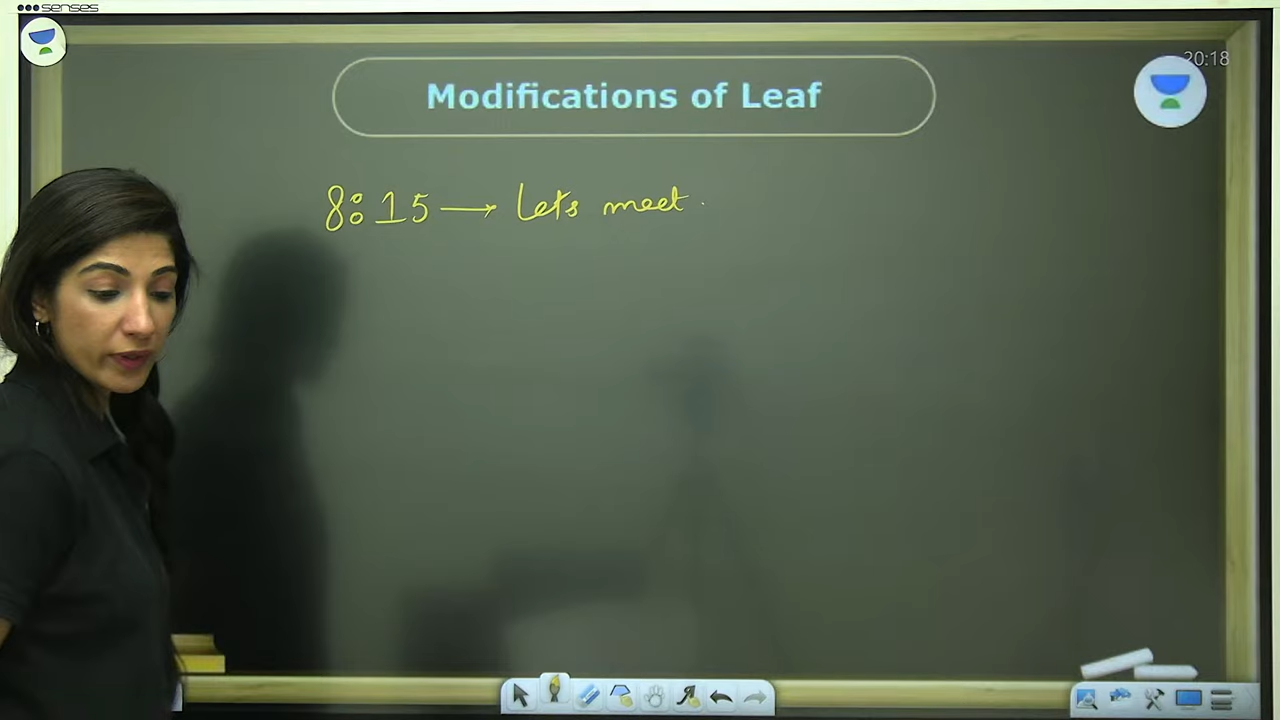 senses
20:18
Modifications of Leaf
8:15 → Lets meet.